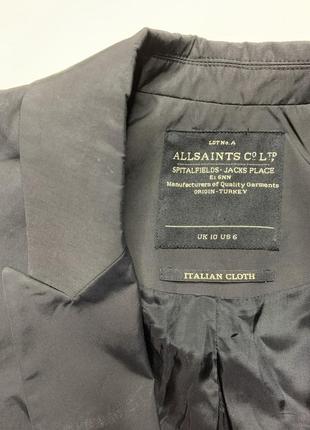 LOT No. A
ALLSAINTS Cº LTD
SPITALFIELDS - JACKS PLACE
E1 6NN
Manufacturers of Quality Garments
ORIGIN - TURKEY
UK 10 US 6
ITALIAN CLOTH